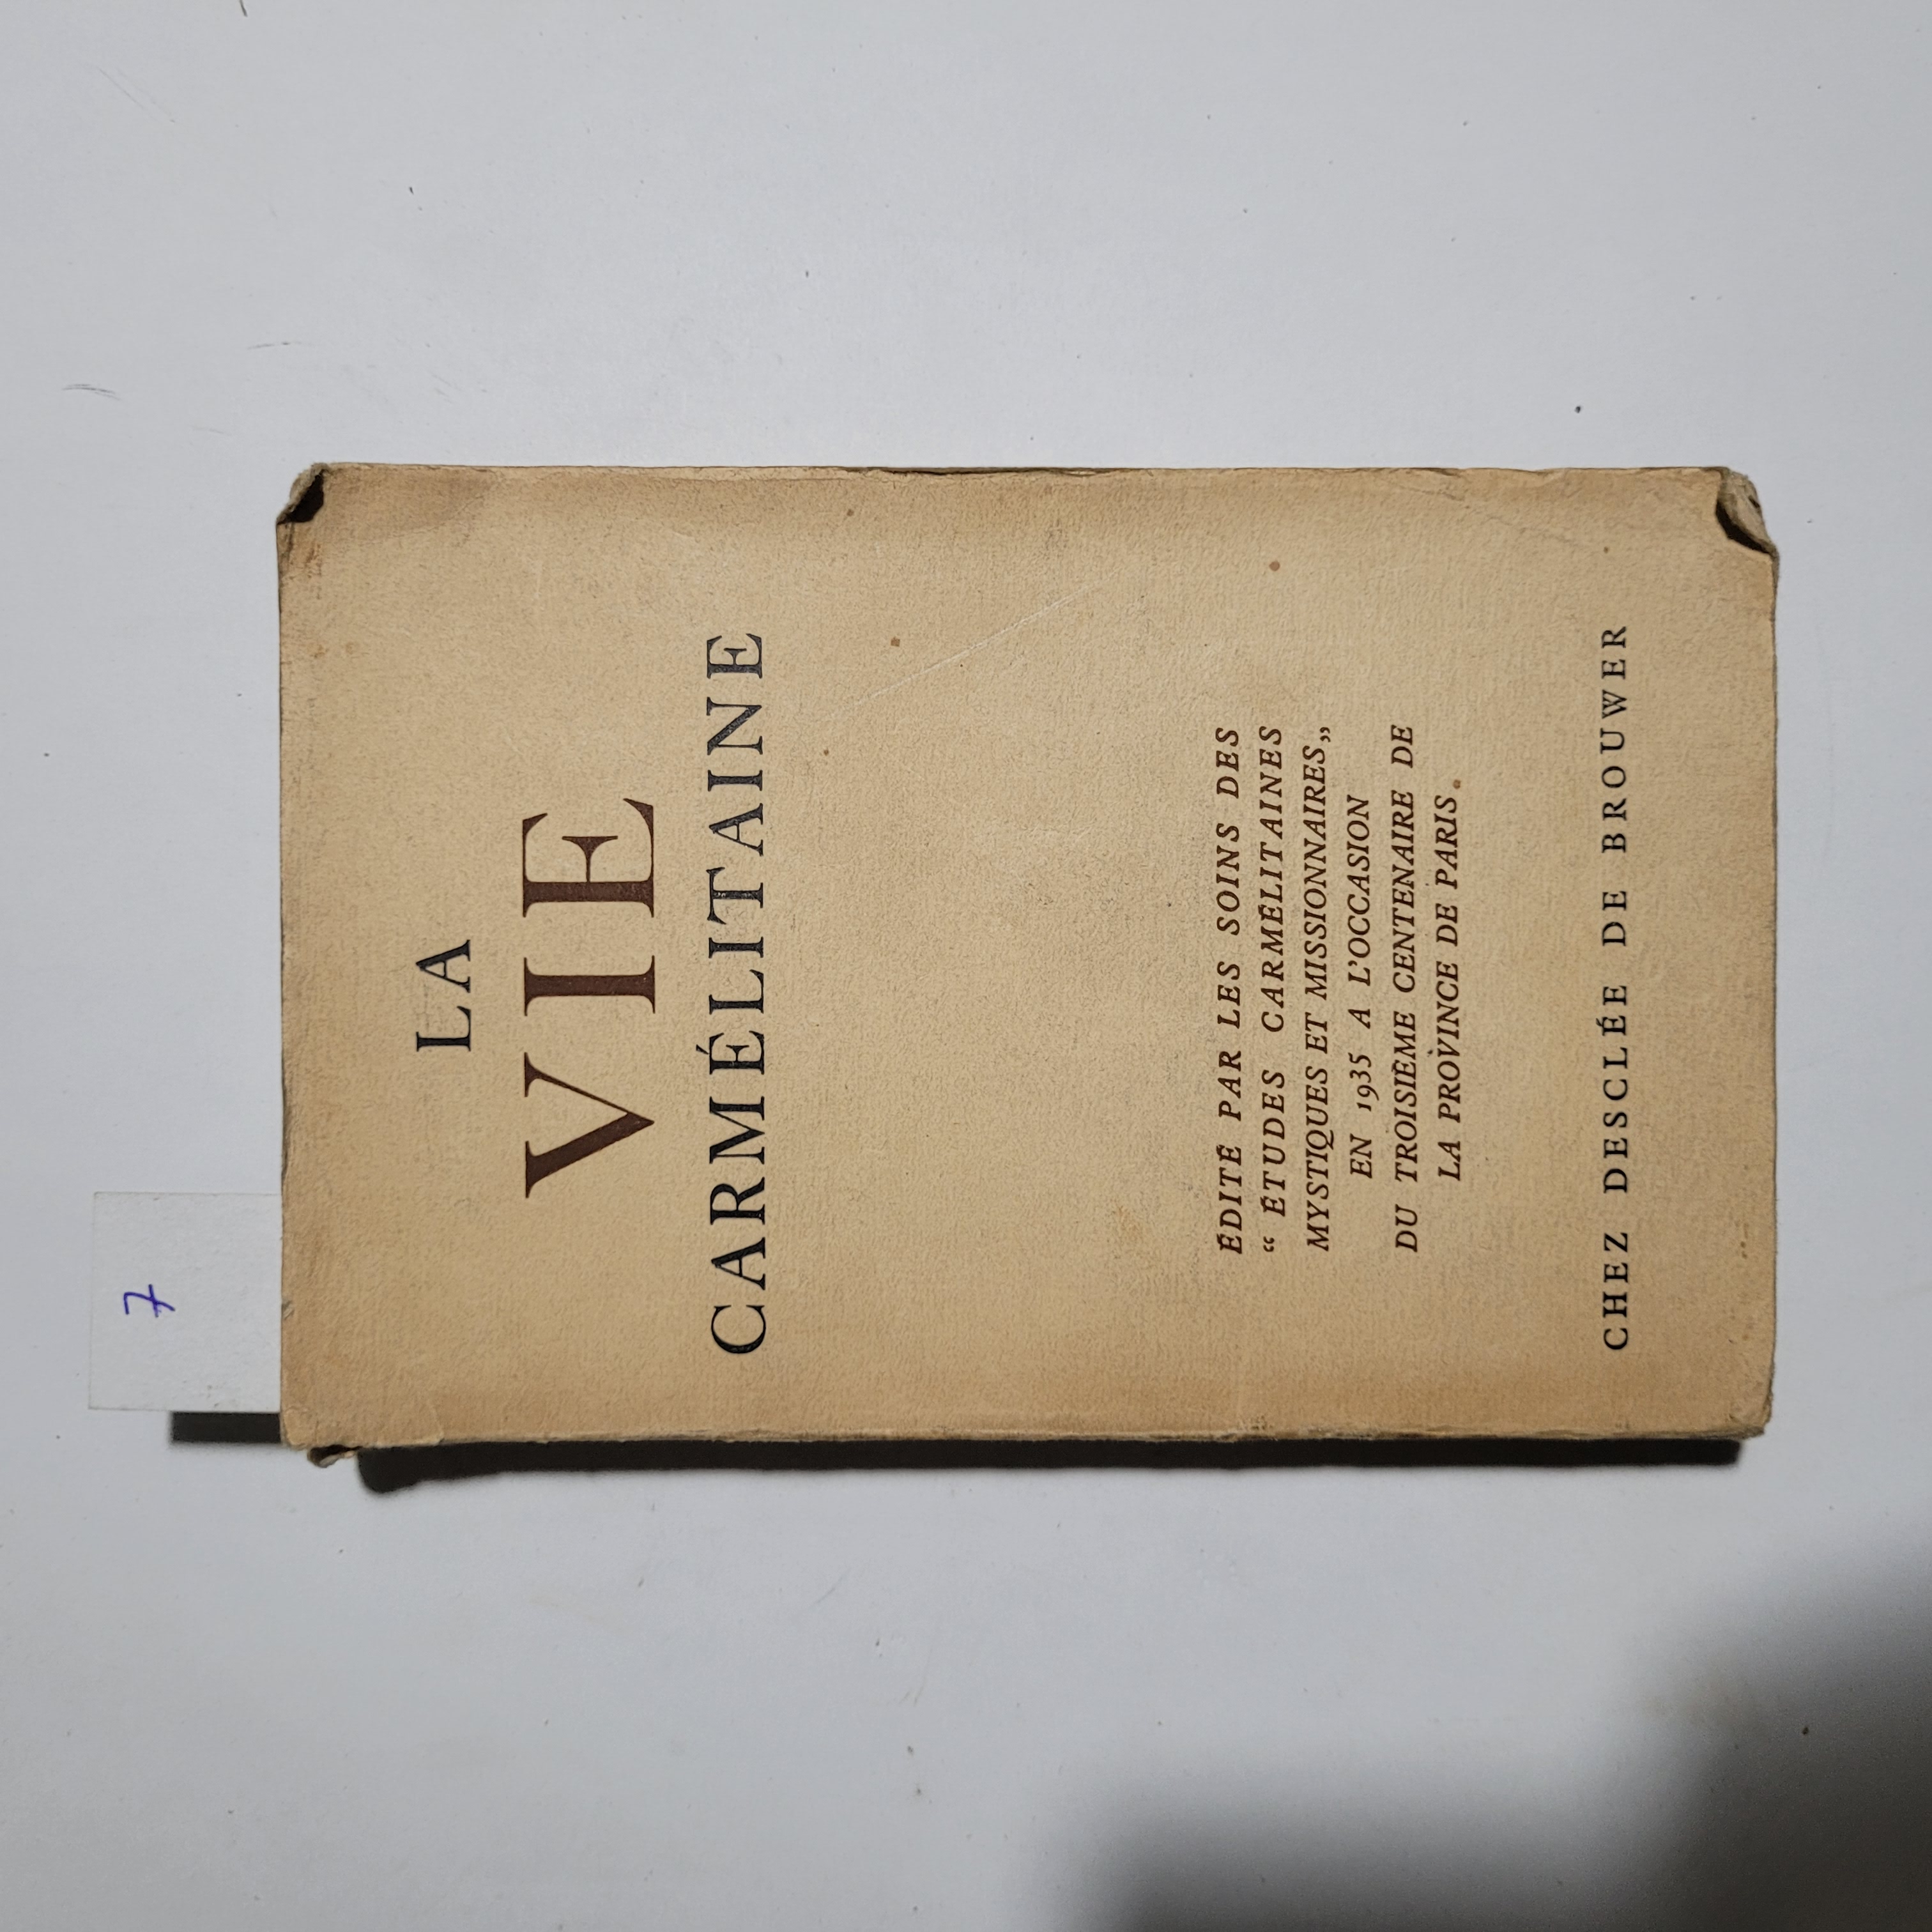 7
LA
VIE
CARMÉLITAINE
ÉDITÉ PAR LES SOINS DES
“ ÉTUDES CARMÉLITAINES
MYSTIQUES ET MISSIONNAIRES„
EN 1935 A L'OCCASION
DU TROISIÈME CENTENAIRE DE
LA PROVINCE DE PARIS.
CHEZ DESCLÉE DE BROUWER